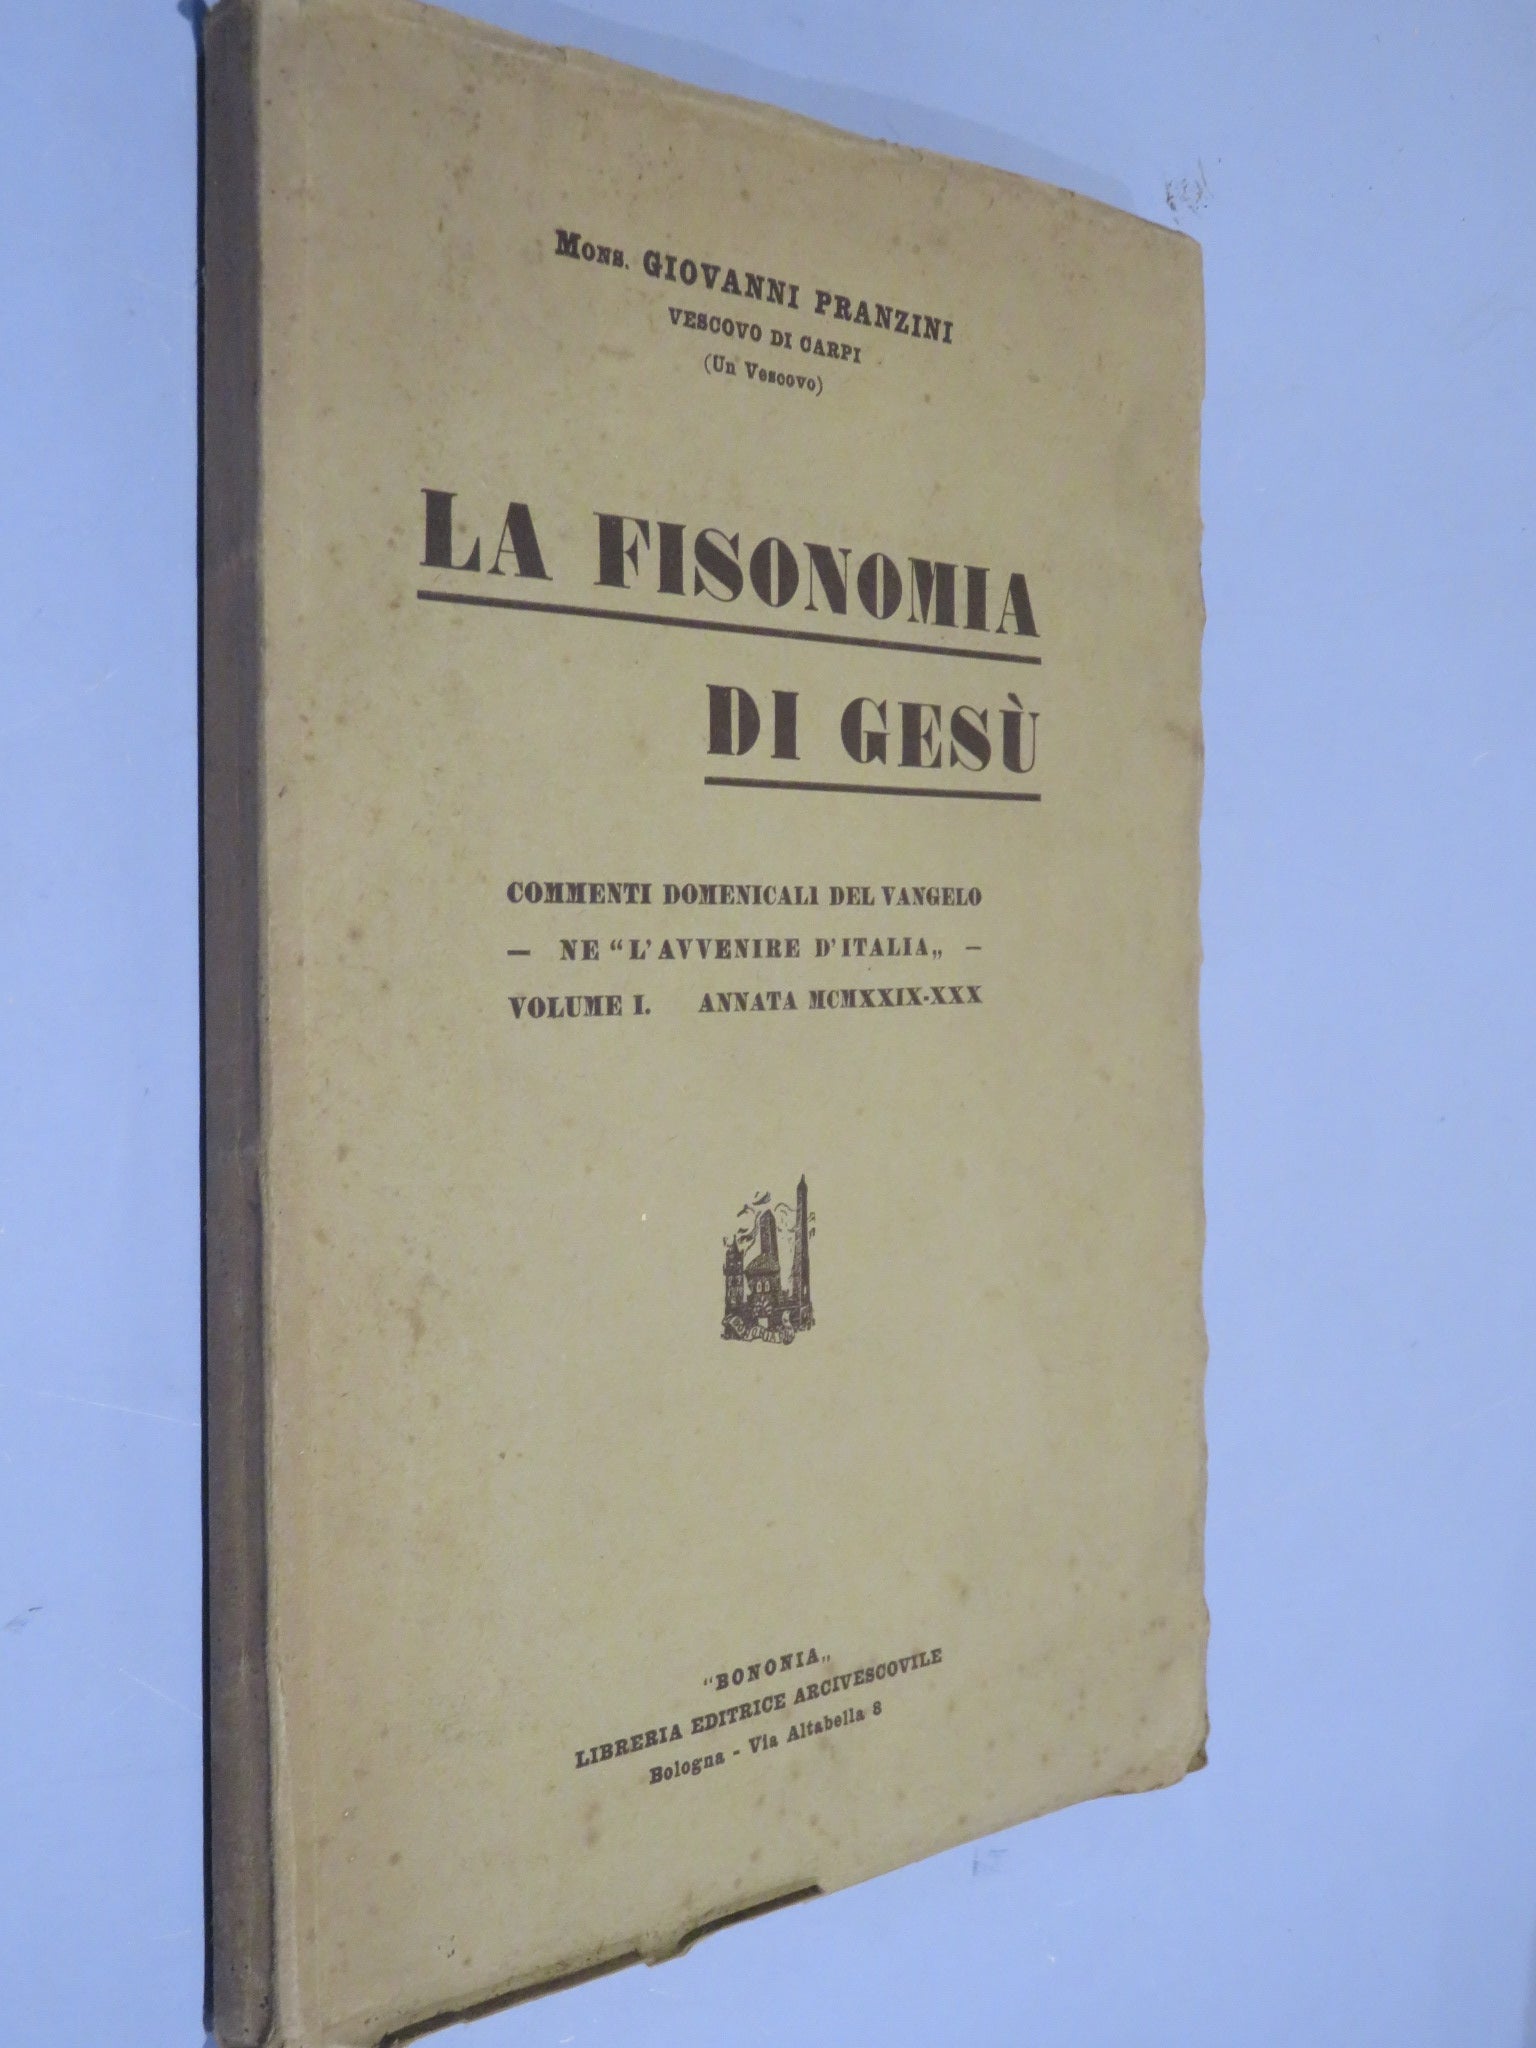 Mons. GIOVANNI PRANZINI
VESCOVO DI CARPI
(Un Vescovo)
LA FISONOMIA
DI GESÙ
COMMENTI DOMENICALI DEL VANGELO
— NE “L'AVVENIRE D'ITALIA„ —
VOLUME I. ANNATA MCMXXIX-XXX
"BONONIA„
LIBRERIA EDITRICE ARCIVESCOVILE
Bologna - Via Altabella 8